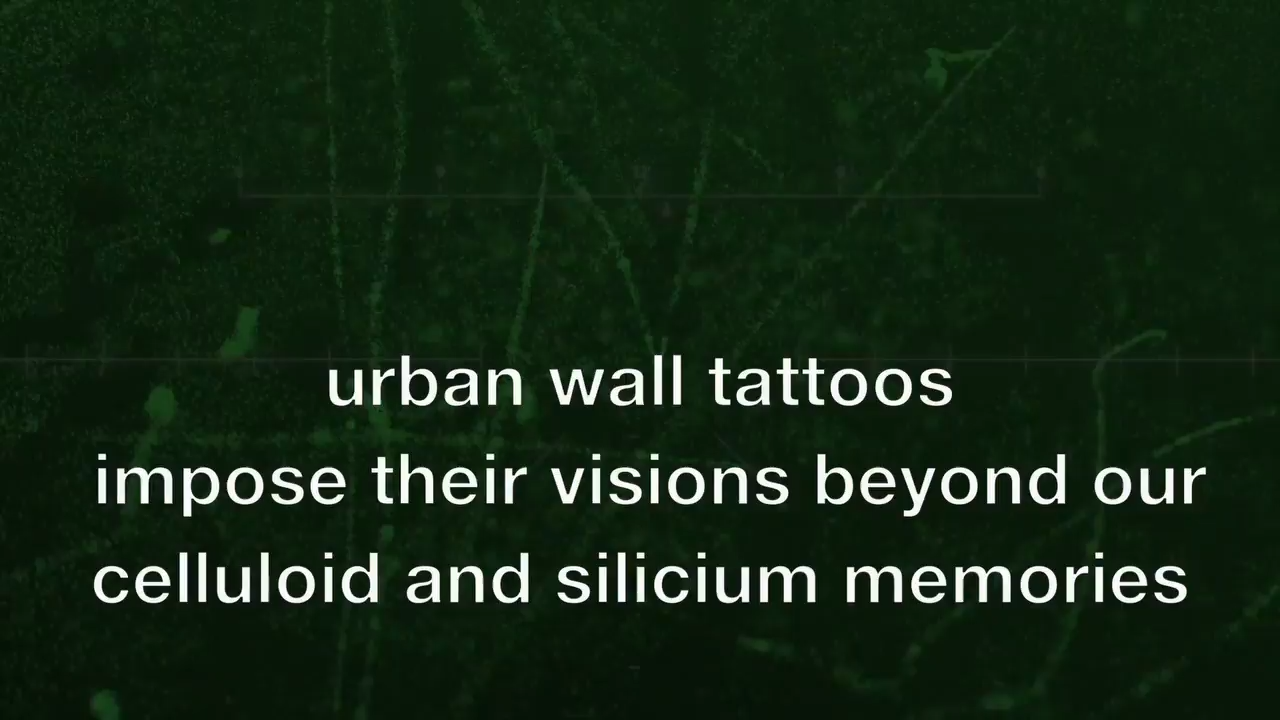 urban wall tattoos
impose their visions beyond our
celluloid and silicium memories